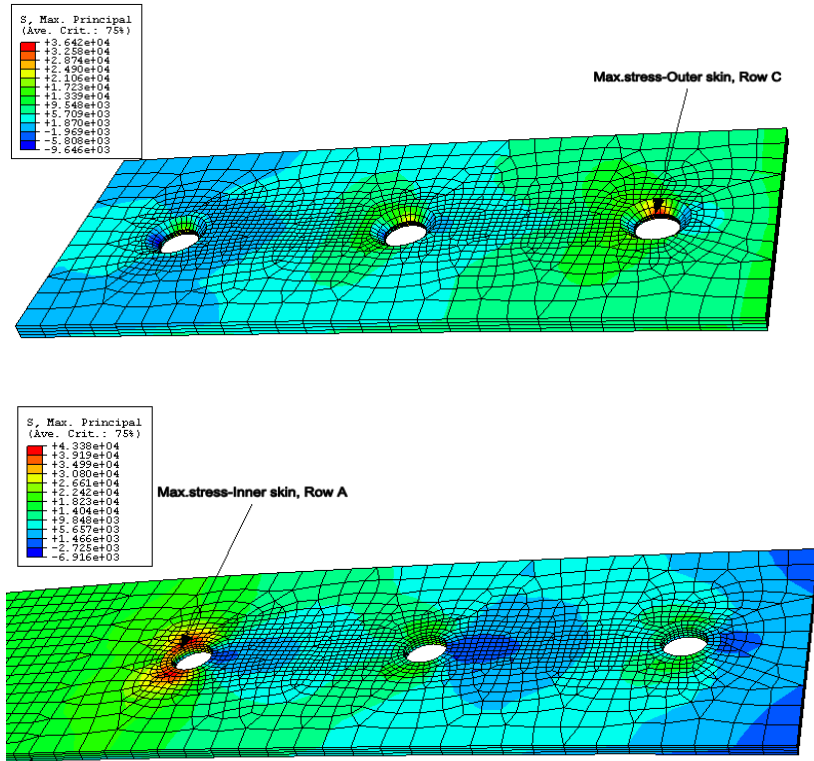 S, Max. Principal
(Ave. Crit.: 75%)
+3.642e+04
+3.258e+04
+2.874e+04
+2.490e+04
+2.106e+04
+1.723e+04
+1.339e+04
+9.548e+03
+5.709e+03
+1.870e+03
-1.969e+03
-5.808e+03
-9.646e+03
Max.stress-Outer skin, Row C
S, Max. Principal
(Ave. Crit.: 75%)
+4.338e+04
+3.919e+04
+3.499e+04
+3.080e+04
+2.661e+04
+2.242e+04
+1.823e+04
+1.404e+04
+9.848e+03
+5.657e+03
+1.466e+03
-2.725e+03
-6.916e+03
Max.stress-Inner skin, Row A